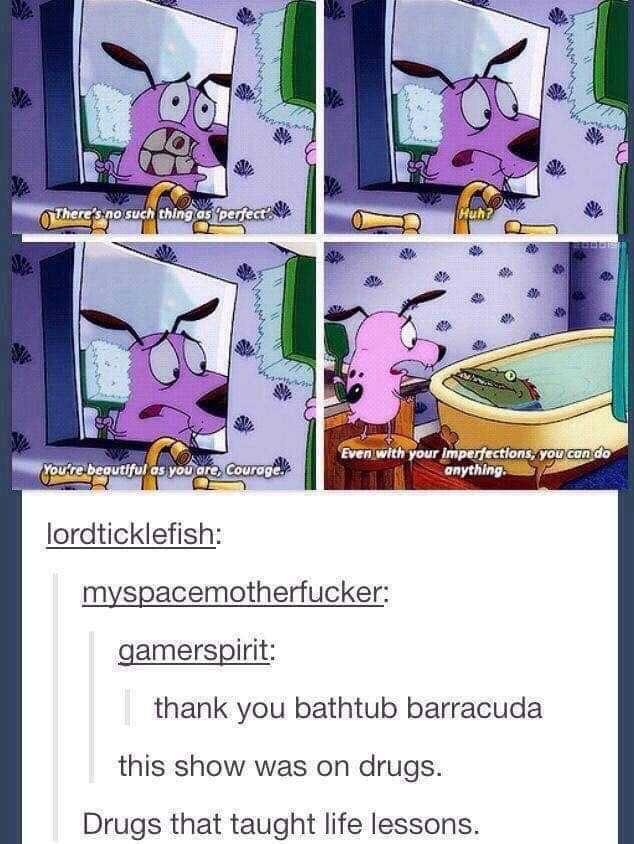 There's no such thing as 'perfect'.
Huh?
You're beautiful as you are, Courage.
Even with your imperfections, you can do
anything.
lordticklefish:
myspacemotherfucker:
gamerspirit:
thank you bathtub barracuda
this show was on drugs.
Drugs that taught life lessons.